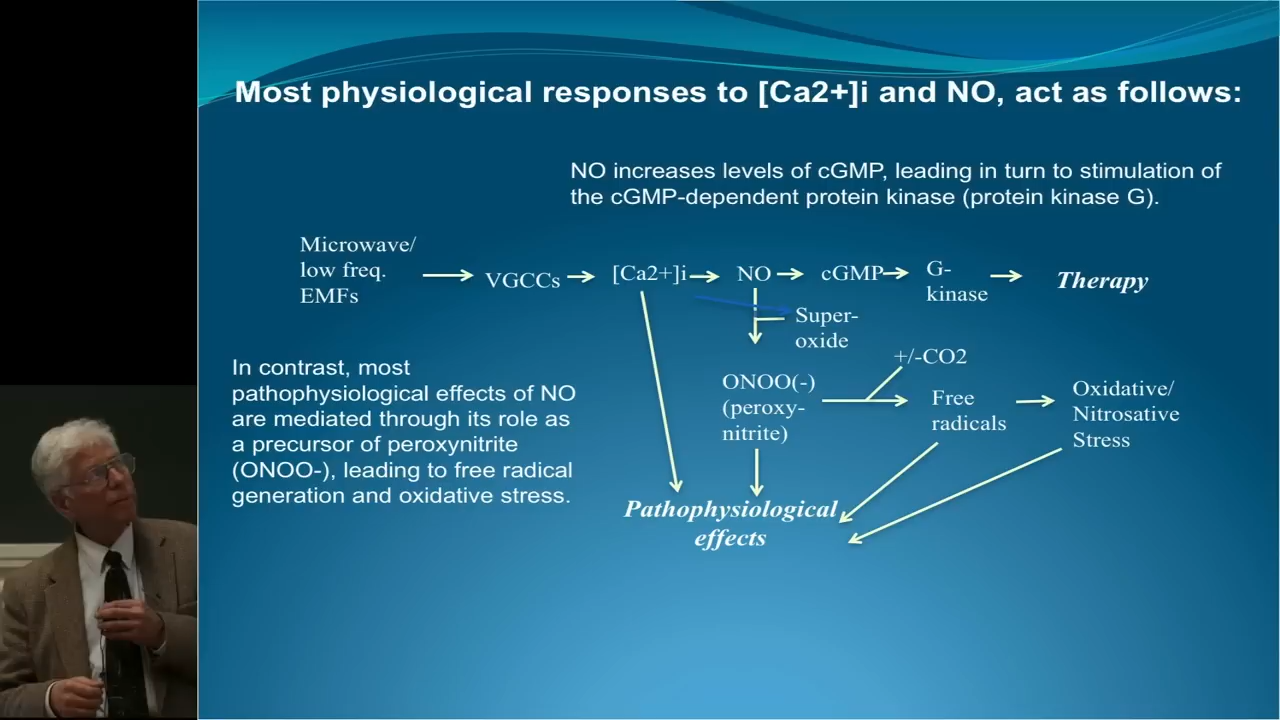 Most physiological responses to [Ca2+]i and NO, act as follows:
NO increases levels of cGMP, leading in turn to stimulation of
the cGMP-dependent protein kinase (protein kinase G).
Microwave/
low freq.
EMFs
VGCCs
[Ca2+]i
NO
cGMP
G-
kinase
Therapy
Super-
oxide
+/-CO2
In contrast, most
pathophysiological effects of NO
are mediated through its role as
a precursor of peroxynitrite
(ONOO-), leading to free radical
generation and oxidative stress.
ONOO(-)
(peroxy-
nitrite)
Free
radicals
Oxidative/
Nitrosative
Stress
Pathophysiological
effects